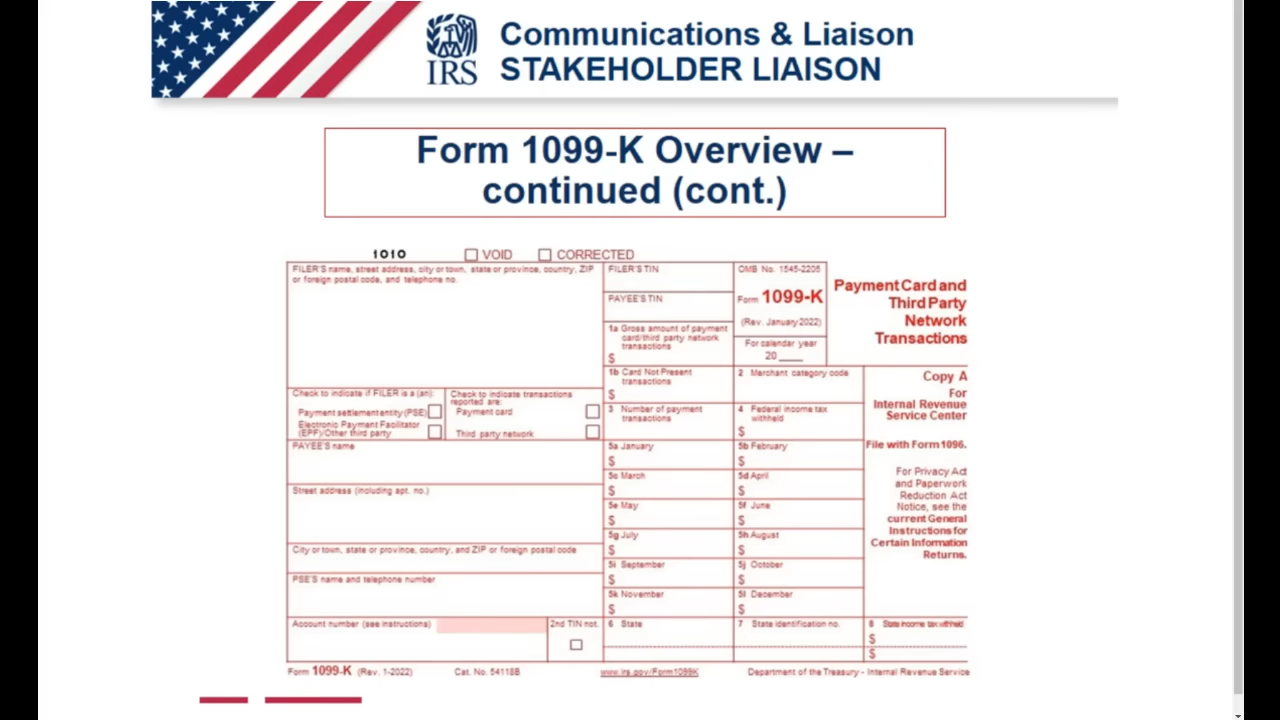 IRS
Communications & Liaison
STAKEHOLDER LIAISON
Form 1099-K Overview –
continued (cont.)
1010
VOID
CORRECTED
FILER'S name, street address, city or town, state or province, country, ZIP
or foreign postal code, and telephone no.
FILER'S TIN
PAYEE'S TIN
OMB No. 1545-2205
Form 1099-K
(Rev. January 2022)
For calendar year
20
Payment Card and
Third Party
Network
Transactions
1a Gross amount of payment
card/third party network
transactions
$
1b Card Not Present
transactions
$
2 Merchant category code
Copy A
For
Internal Revenue
Service Center
File with Form 1096.
For Privacy Act
and Paperwork
Reduction Act
Notice, see the
current General
Instructions for
Certain Information
Returns.
Check to indicate if FILER is a (an):
Payment settlement entity (PSE)
Electronic Payment Facilitator
(EPF)/Other third party
Check to indicate transactions
reported are:
Payment card
Third party network
3 Number of payment
transactions
4 Federal income tax
withheld
$
PAYEE'S name
5a January
$
5b February
$
5c March
$
5d April
$
Street address (including apt. no.)
5e May
$
5f June
$
5g July
$
5h August
$
City or town, state or province, country, and ZIP or foreign postal code
5i September
$
5j October
$
PSE'S name and telephone number
5k November
$
5l December
$
Account number (see instructions)
2nd TIN not.
6 State
7 State identification no.
8 State income tax withheld
$
$
Form 1099-K (Rev. 1-2022)
Cat. No. 54118B
www.irs.gov/Form1099K
Department of the Treasury - Internal Revenue Service